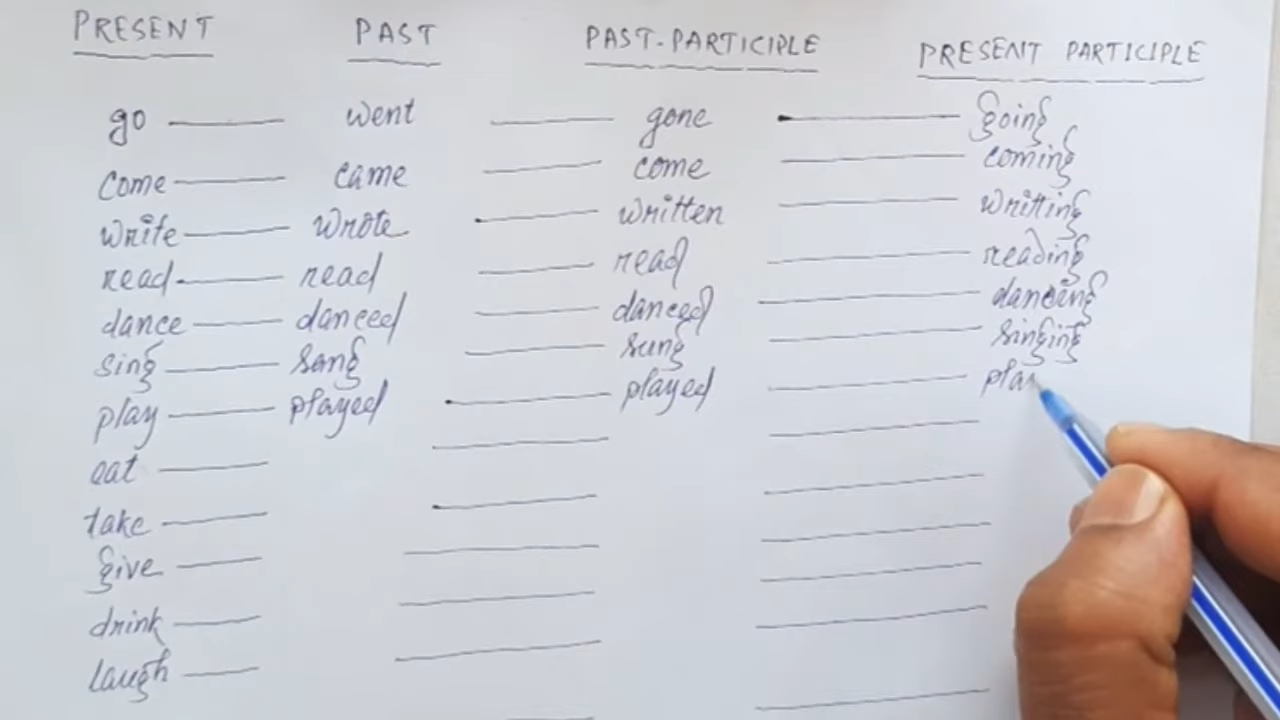 PRESENT PAST PAST-PARTICIPLE PRESENT PARTICIPLE
go went gone going
come came come coming
write wrote written writting
read read read reading
dance danced danced dancing
sing sang sung singing
play played played pla
eat
take
give
drink
laugh